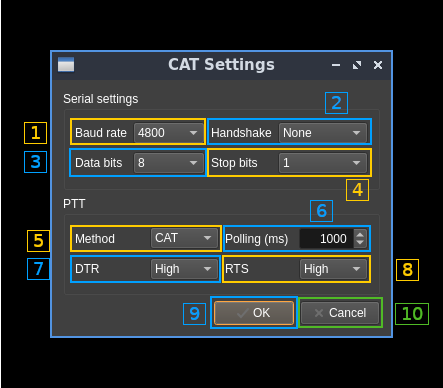 CAT Settings
Serial settings
2
1 Baud rate 4800 Handshake None
3 Data bits 8 Stop bits 1
4
PTT
6
5 Method CAT Polling (ms) 1000
7 DTR High RTS High 8
9 OK Cancel 10